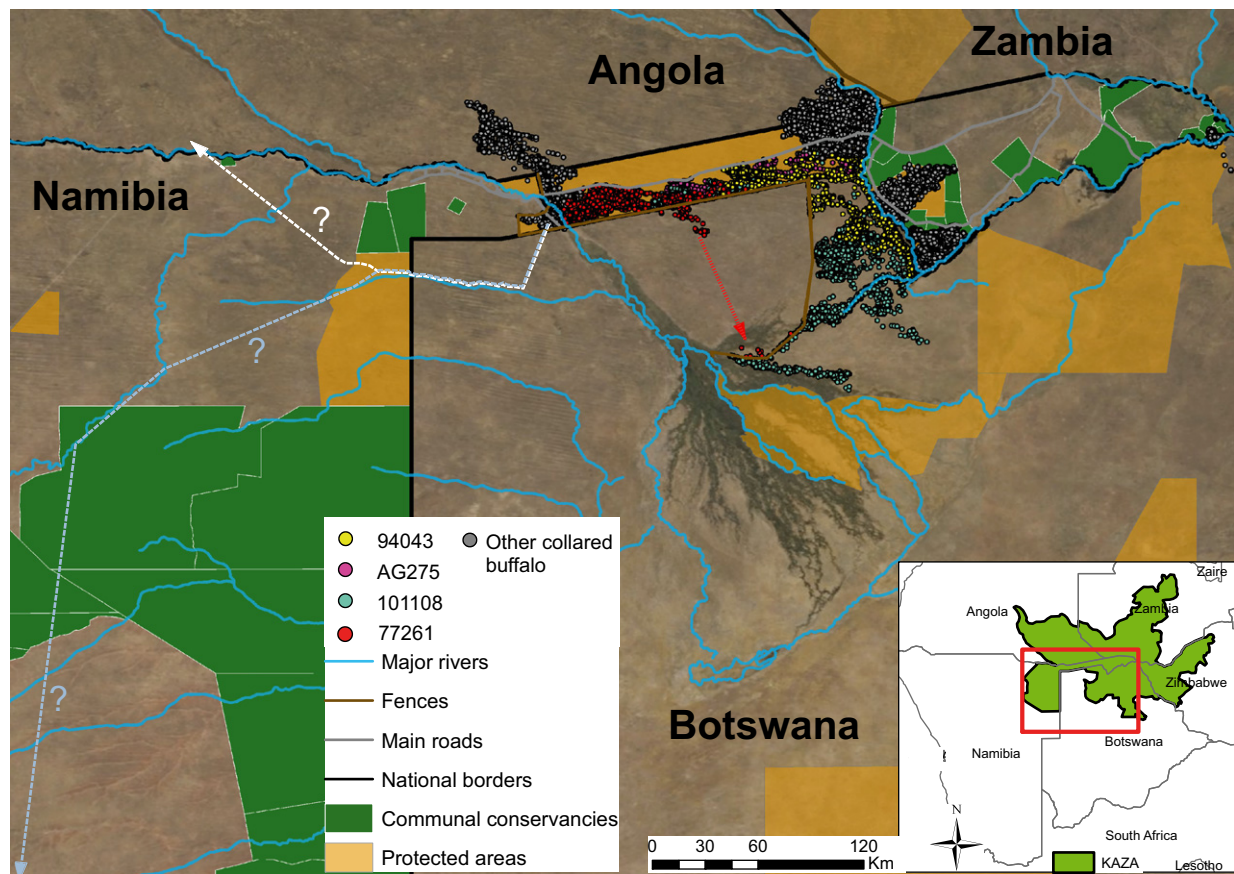 Zambia
Angola
Namibia
?
?
?
Botswana
94043
AG275
101108
77261
Other collared
buffalo
Major rivers
Fences
Main roads
National borders
Communal conservancies
Protected areas
0 30 60 120
Km
Zaire
Angola
Zambia
Zimbabwe
Namibia
Botswana
N
South Africa
KAZA
Lesotho